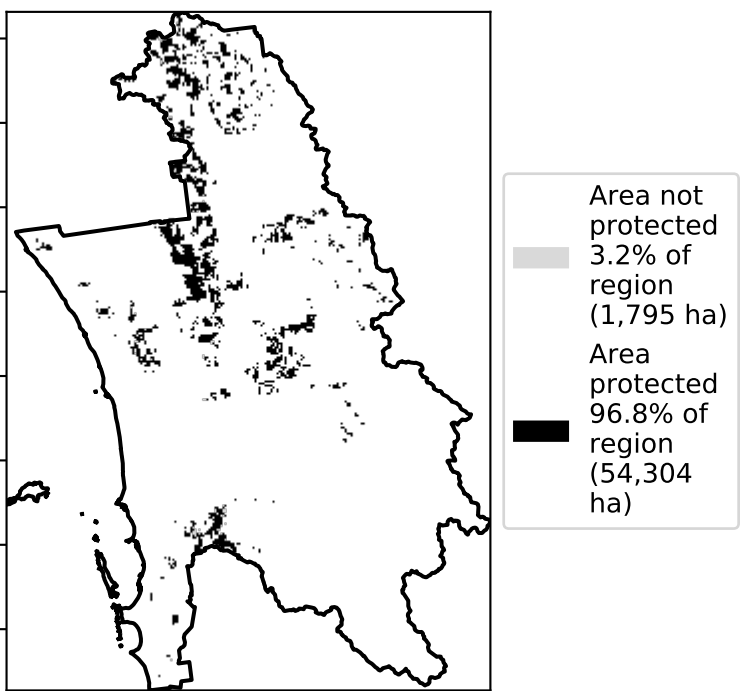 Area not
protected
3.2% of
region
(1,795 ha)
Area
protected
96.8% of
region
(54,304
ha)